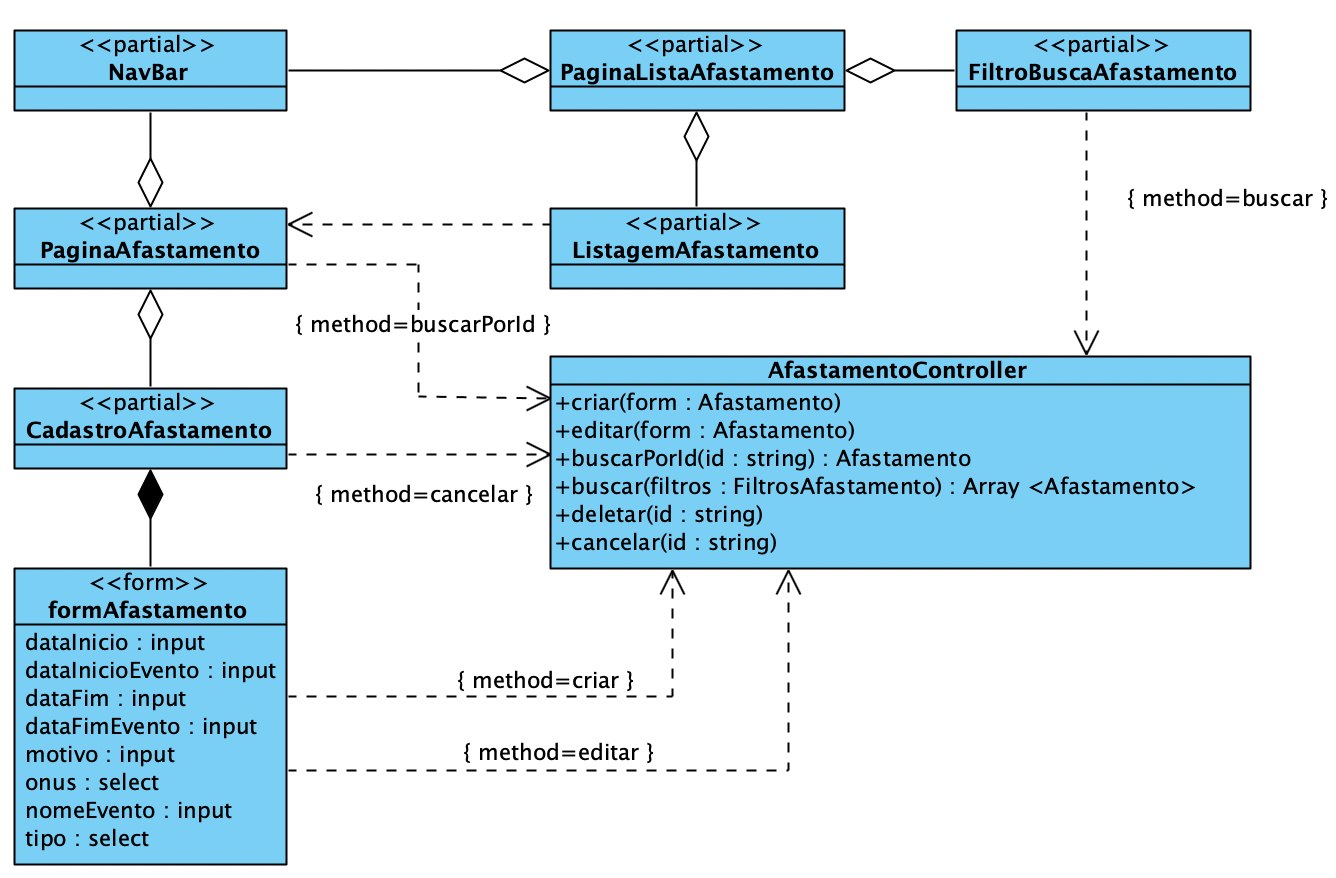 <<partial>>
NavBar
<<partial>>
PaginaListaAfastamento
<<partial>>
FiltroBuscaAfastamento
{ method=buscar }
<<partial>>
PaginaAfastamento
<<partial>>
ListagemAfastamento
{ method=buscarPorId }
<<partial>>
CadastroAfastamento
{ method=cancelar }
AfastamentoController
+criar(form : Afastamento)
+editar(form : Afastamento)
+buscarPorId(id : string) : Afastamento
+buscar(filtros : FiltrosAfastamento) : Array <Afastamento>
+deletar(id : string)
+cancelar(id : string)
<<form>>
formAfastamento
dataInicio : input
dataInicioEvento : input
dataFim : input
dataFimEvento : input
motivo : input
onus : select
nomeEvento : input
tipo : select
{ method=criar }
{ method=editar }